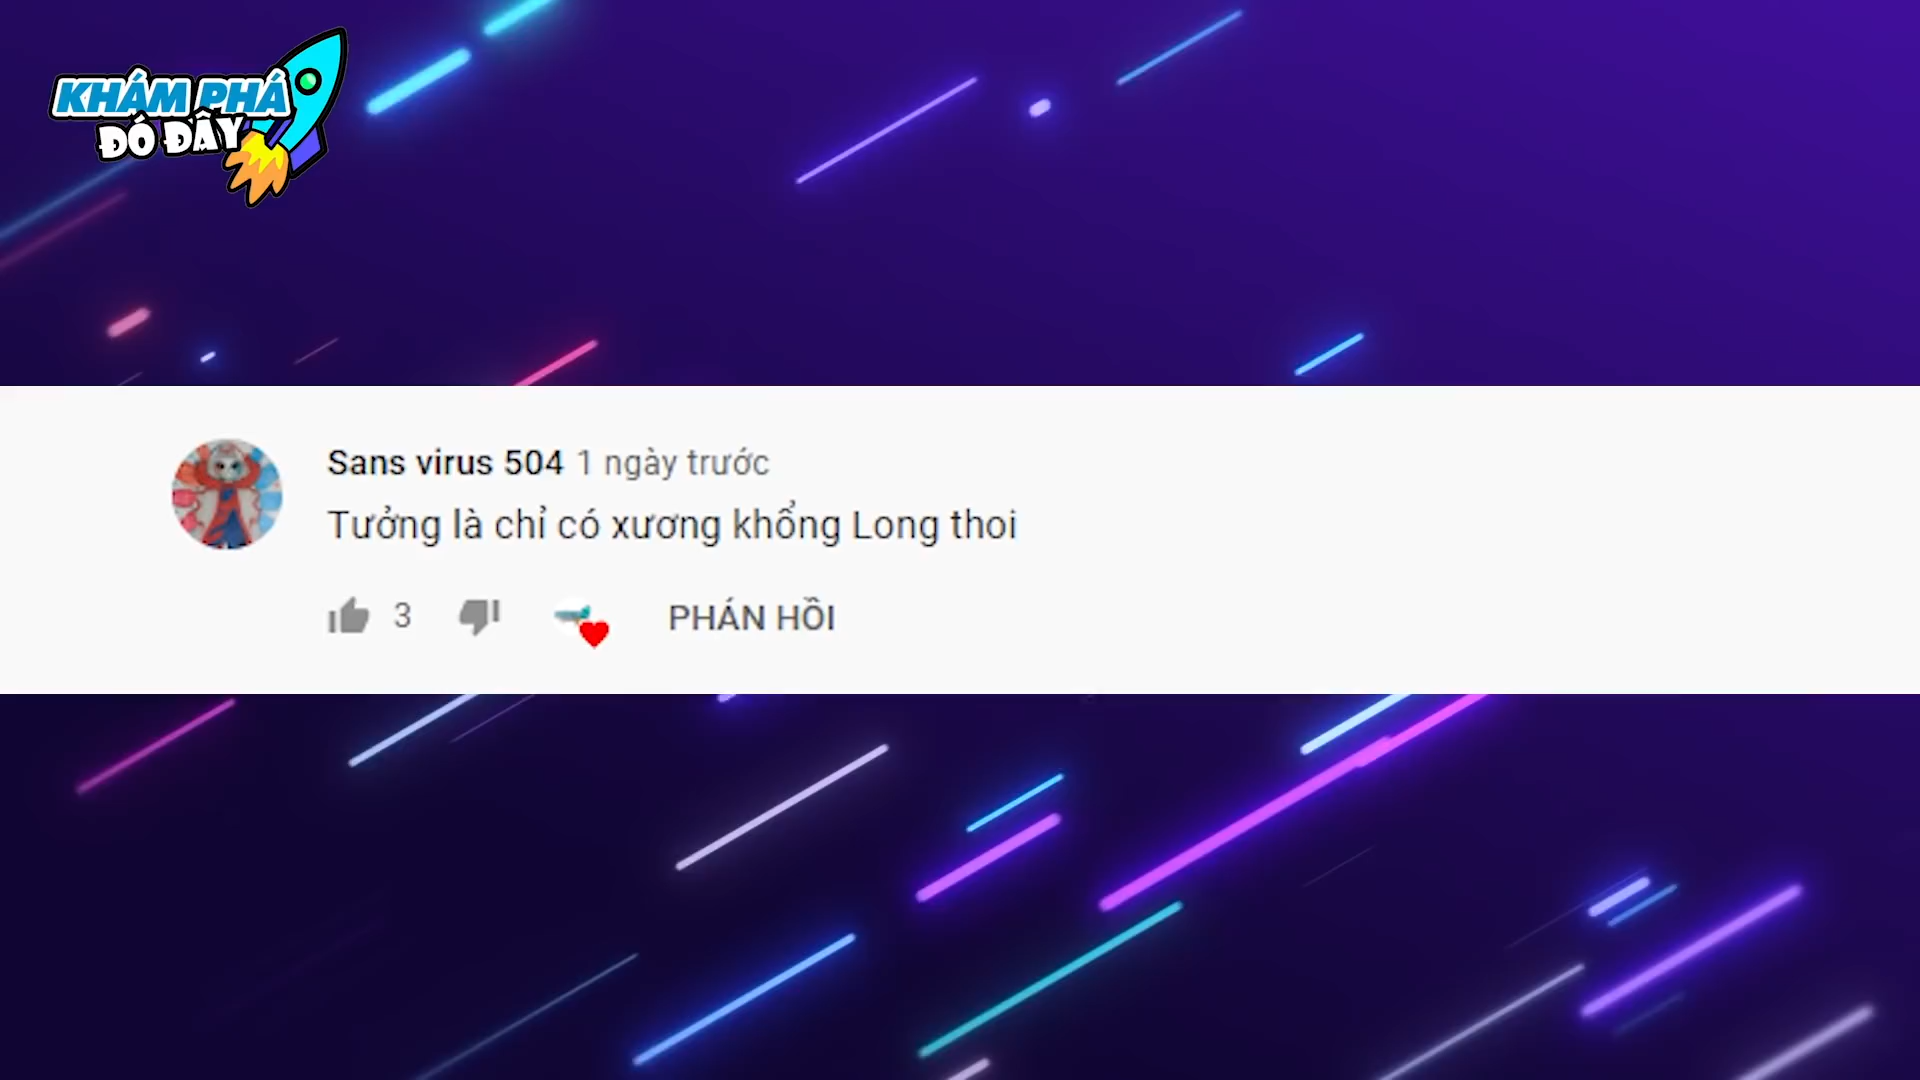 KHÁM PHÁ
ĐÓ ĐÂY
Sans virus 504 1 ngày trước
Tưởng là chỉ có xương khổng Long thoi
3
PHẢN HỒI